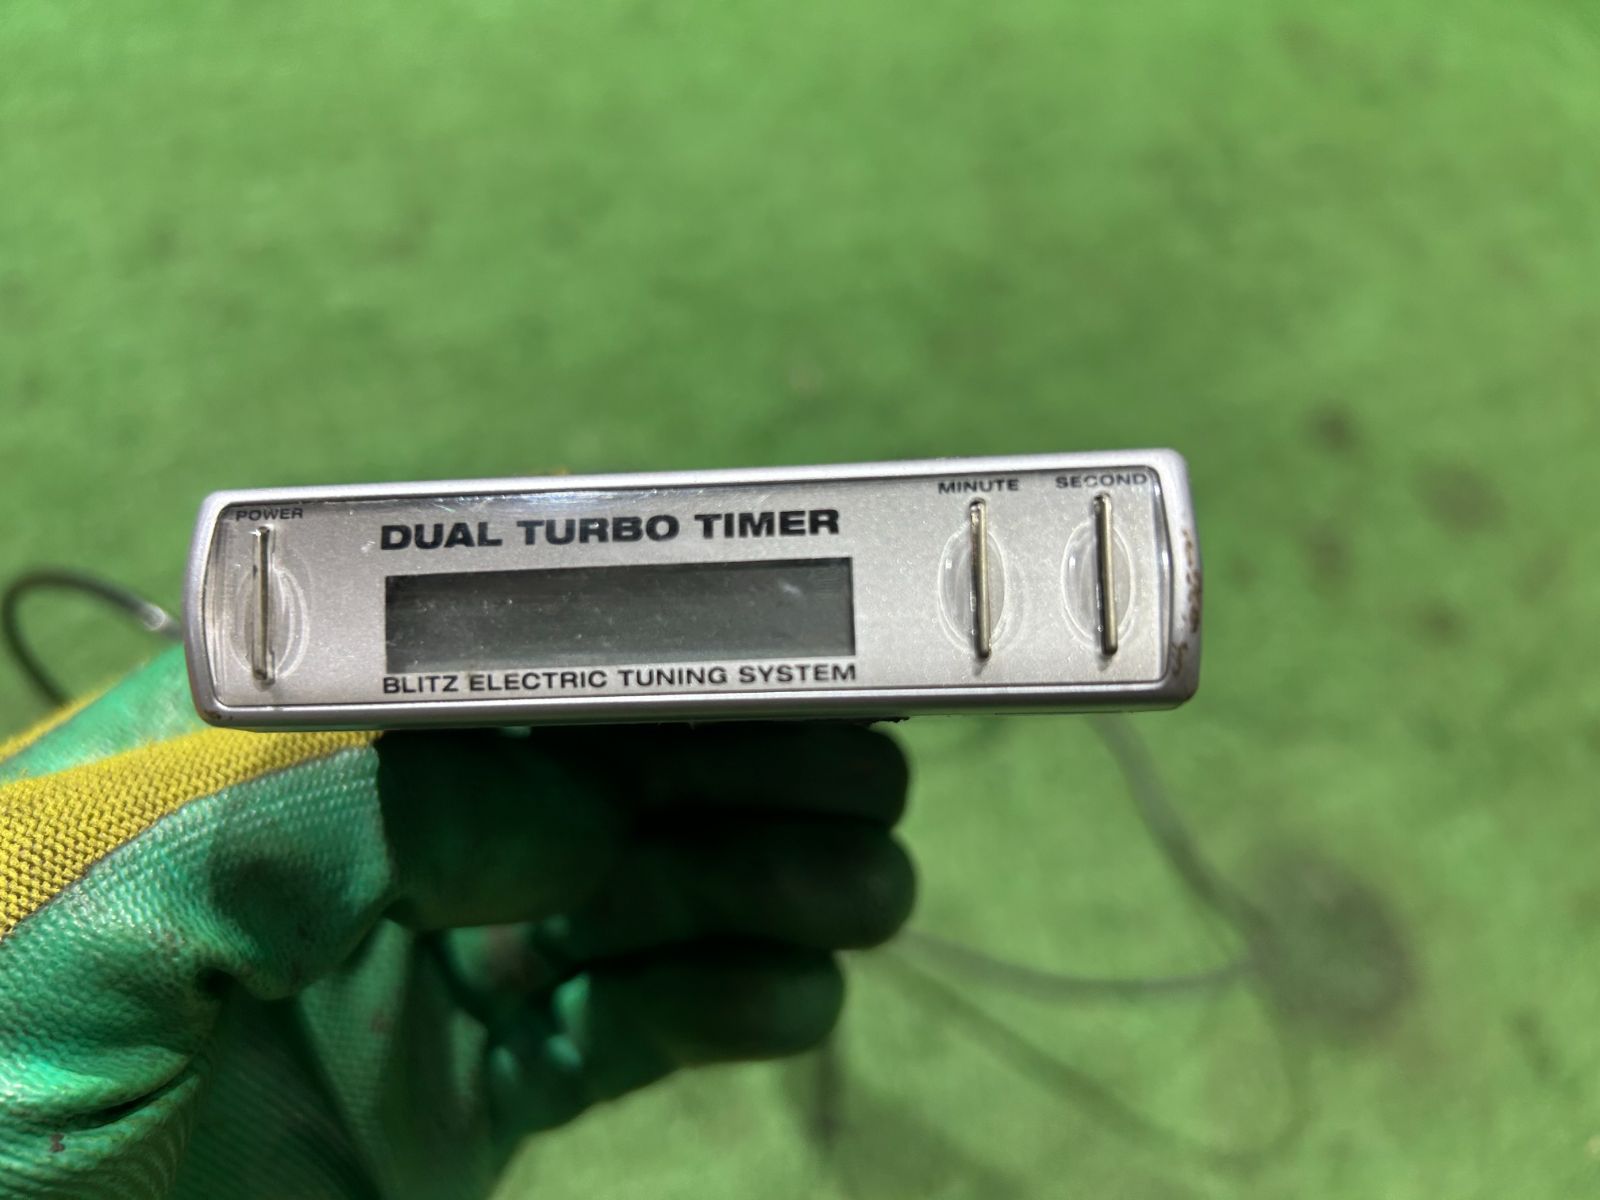 POWER
DUAL TURBO TIMER
MINUTE
SECOND
BLITZ ELECTRIC TUNING SYSTEM